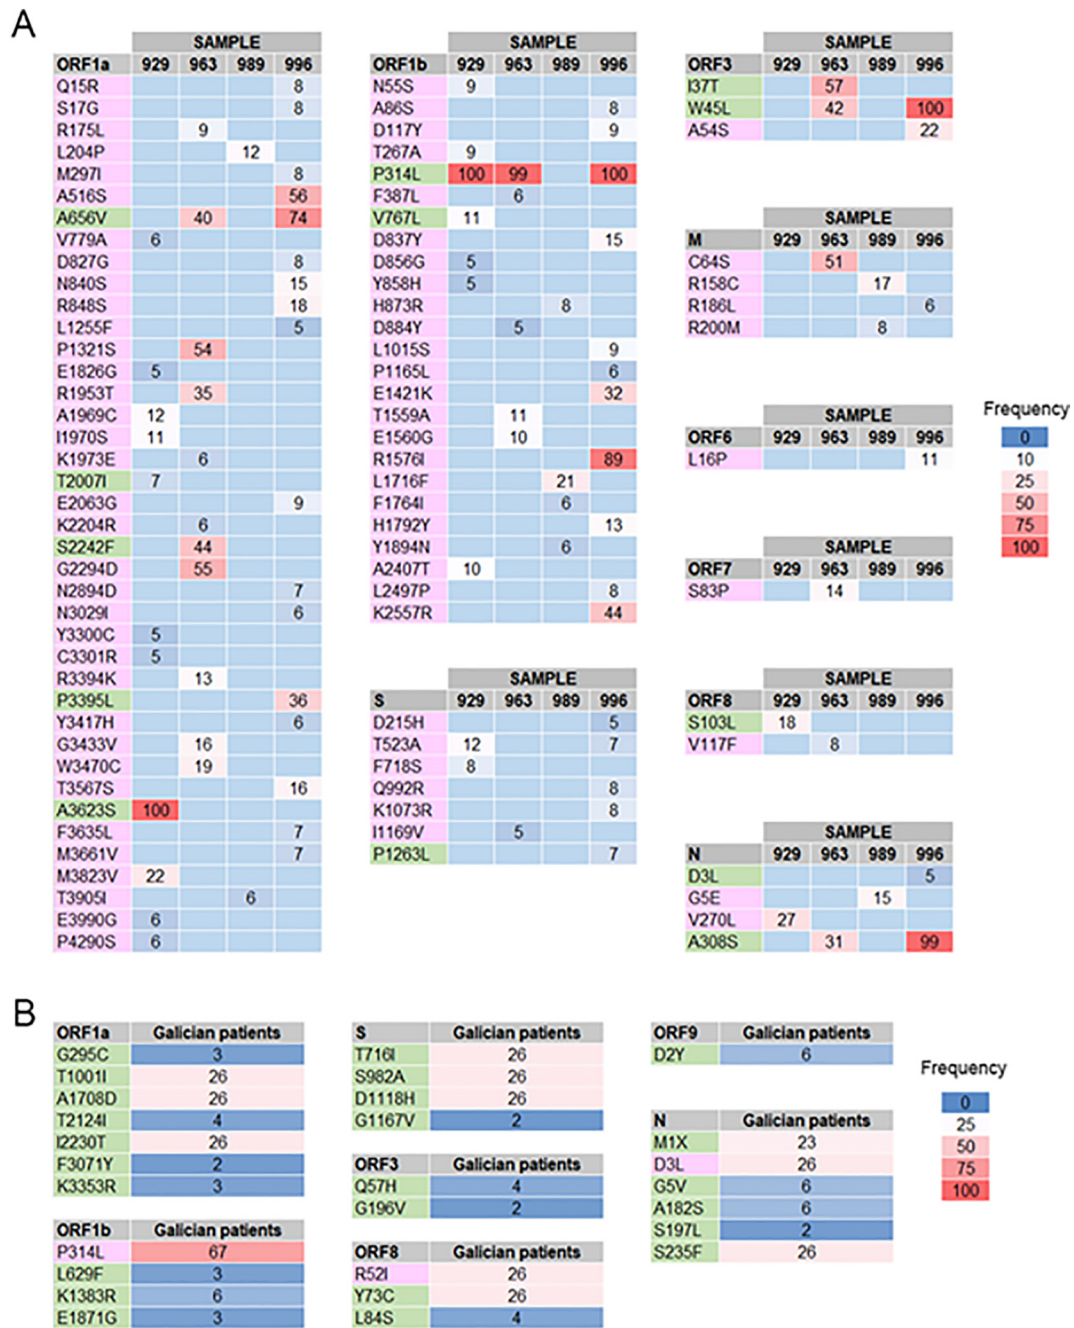 A
SAMPLE
ORF1a 929 963 989 996
Q15R 8
S17G 8
R175L 9
L204P 12
M297I 8
A516S 56
A656V 40 74
V779A 6
D827G 8
N840S 15
R848S 18
L1255F 5
P1321S 54
E1826G 5
R1953T 35
A1969C 12
I1970S 11
K1973E 6
T2007I 7
E2063G 9
K2204R 6
S2242F 44
G2294D 55
N2894D 7
N3029I 6
Y3300C 5
C3301R 5
R3394K 13
P3395L 36
Y3417H 6
G3433V 16
W3470C 19
T3567S 16
A3623S 100
F3635L 7
M3661V 7
M3823V 22
T3905I 6
E3990G 6
P4290S 6
SAMPLE
ORF1b 929 963 989 996
N55S 9
A86S 8
D117Y 9
T267A 9
P314L 100 99 100
F387L 6
V767L 11
D837Y 15
D856G 5
Y858H 5
H873R 8
D884Y 5
L1015S 9
P1165L 6
E1421K 32
T1559A 11
E1560G 10
R1576I 89
L1716F 21
F1764I 6
H1792Y 13
Y1894N 6
A2407T 10
L2497P 8
K2557R 44
SAMPLE
S 929 963 989 996
D215H 5
T523A 12 7
F718S 8
Q992R 8
K1073R 8
I1169V 5
P1263L 7
SAMPLE
ORF3 929 963 989 996
I37T 57
W45L 42 100
A54S 22
SAMPLE
M 929 963 989 996
C64S 51
R158C 17
R186L 6
R200M 8
SAMPLE
ORF6 929 963 989 996
L16P 11
SAMPLE
ORF7 929 963 989 996
S83P 14
SAMPLE
ORF8 929 963 989 996
S103L 18
V117F 8
SAMPLE
N 929 963 989 996
D3L 5
G5E 15
V270L 27
A308S 31 99
Frequency
0
10
25
50
75
100
B
ORF1a Galician patients
G295C 3
T1001I 26
A1708D 26
T2124I 4
I2230T 26
F3071Y 2
K3353R 3
ORF1b Galician patients
P314L 67
L629F 3
K1383R 6
E1871G 3
S Galician patients
T716I 26
S982A 26
D1118H 26
G1167V 2
ORF3 Galician patients
Q57H 4
G196V 2
ORF8 Galician patients
R52I 26
Y73C 26
L84S 4
ORF9 Galician patients
D2Y 6
N Galician patients
M1X 23
D3L 26
G5V 6
A182S 6
S197L 2
S235F 26
Frequency
0
25
50
75
100